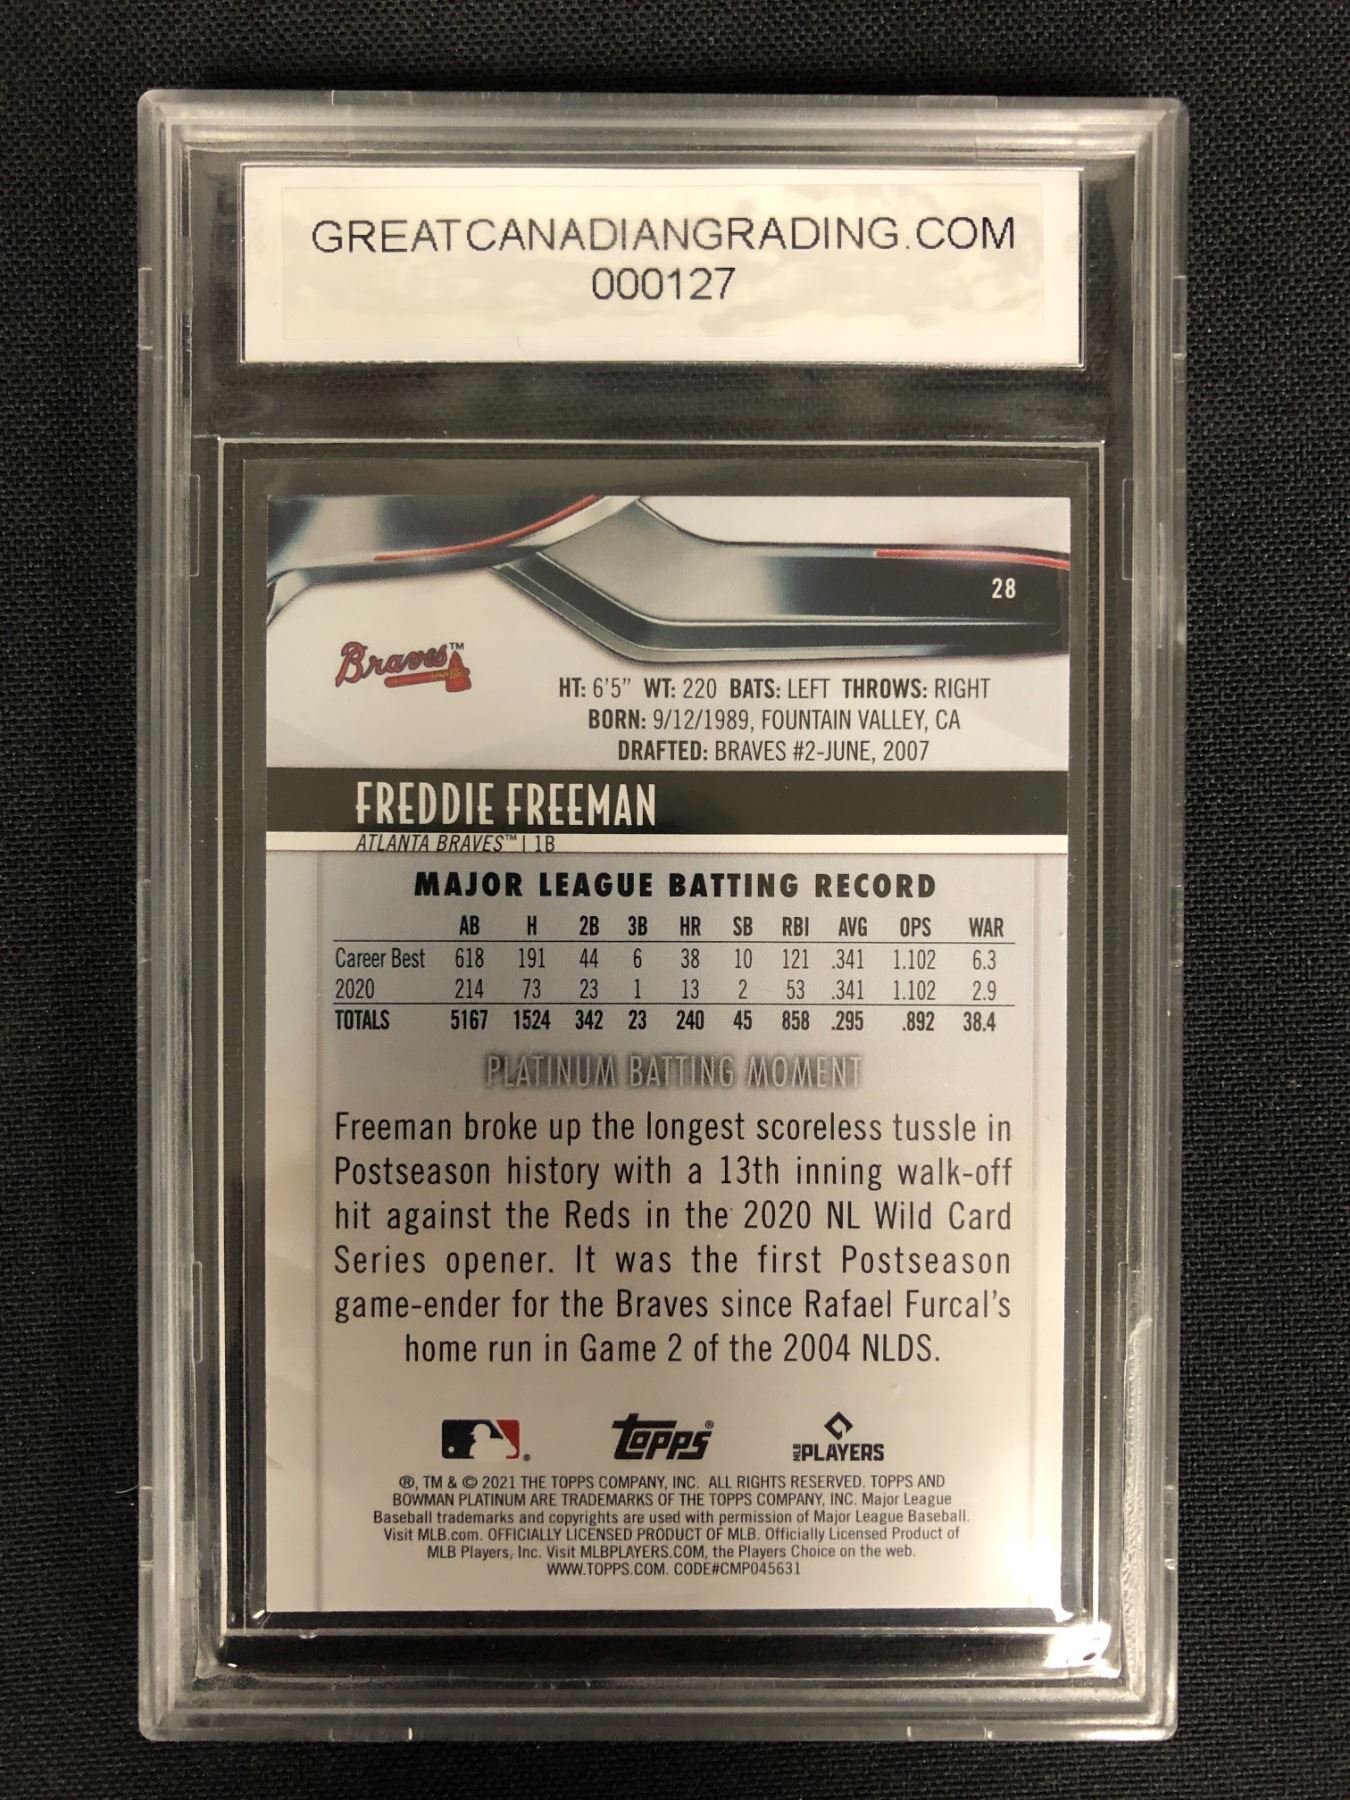 GREATCANADIANGRADING.COM
000127
28
Braves™
HT: 6'5" WT: 220 BATS: LEFT THROWS: RIGHT
BORN: 9/12/1989, FOUNTAIN VALLEY, CA
DRAFTED: BRAVES #2-JUNE, 2007
FREDDIE FREEMAN
ATLANTA BRAVES™ | 1B
MAJOR LEAGUE BATTING RECORD
AB H 2B 3B HR SB RBI AVG OPS WAR
Career Best 618 191 44 6 38 10 121 .341 1.102 6.3
2020 214 73 23 1 13 2 53 .341 1.102 2.9
TOTALS 5167 1524 342 23 240 45 858 .295 .892 38.4
PLATINUM BATTING MOMENT
Freeman broke up the longest scoreless tussle in
Postseason history with a 13th inning walk-off
hit against the Reds in the 2020 NL Wild Card
Series opener. It was the first Postseason
game-ender for the Braves since Rafael Furcal's
home run in Game 2 of the 2004 NLDS.
topps®
MLB PLAYERS
®, TM & © 2021 THE TOPPS COMPANY, INC. ALL RIGHTS RESERVED. TOPPS AND
BOWMAN PLATINUM ARE TRADEMARKS OF THE TOPPS COMPANY, INC. Major League
Baseball trademarks and copyrights are used with permission of Major League Baseball.
Visit MLB.com. OFFICIALLY LICENSED PRODUCT OF MLB. Officially Licensed Product of
MLB Players, Inc. Visit MLBPLAYERS.COM, the Players Choice on the web.
WWW.TOPPS.COM. CODE#CMP045631